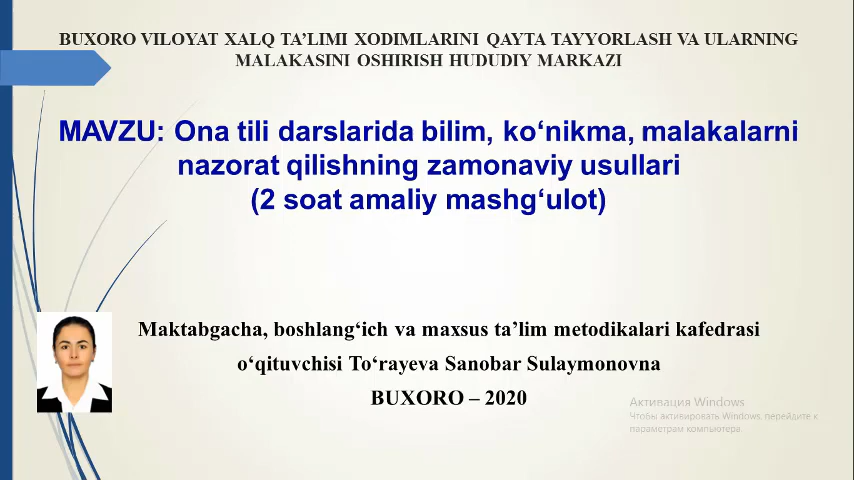 BUXORO VILOYAT XALQ TA’LIMI XODIMLARINI QAYTA TAYYORLASH VA ULARNING
MALAKASINI OSHIRISH HUDUDIY MARKAZI
MAVZU: Ona tili darslarida bilim, ko‘nikma, malakalarni
nazorat qilishning zamonaviy usullari
(2 soat amaliy mashg‘ulot)
Maktabgacha, boshlang‘ich va maxsus ta’lim metodikalari kafedrasi
o‘qituvchisi To‘rayeva Sanobar Sulaymonovna
BUXORO – 2020
Активация Windows
Чтобы активировать Windows, перейдите к
параметрам компьютера.